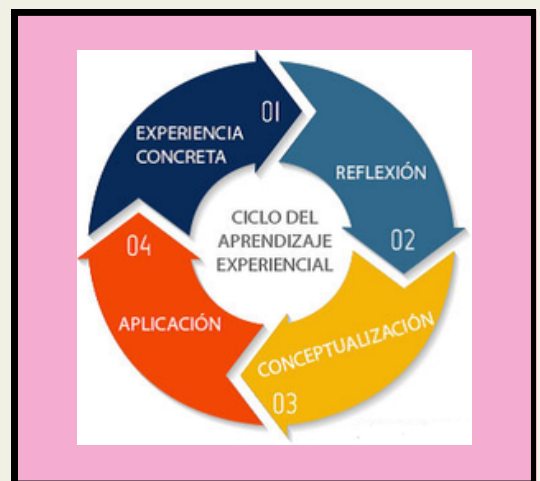 01
EXPERIENCIA
CONCRETA
REFLEXIÓN
02
CICLO DEL
APRENDIZAJE
EXPERIENCIAL
04
APLICACIÓN
CONCEPTUALIZACIÓN
03